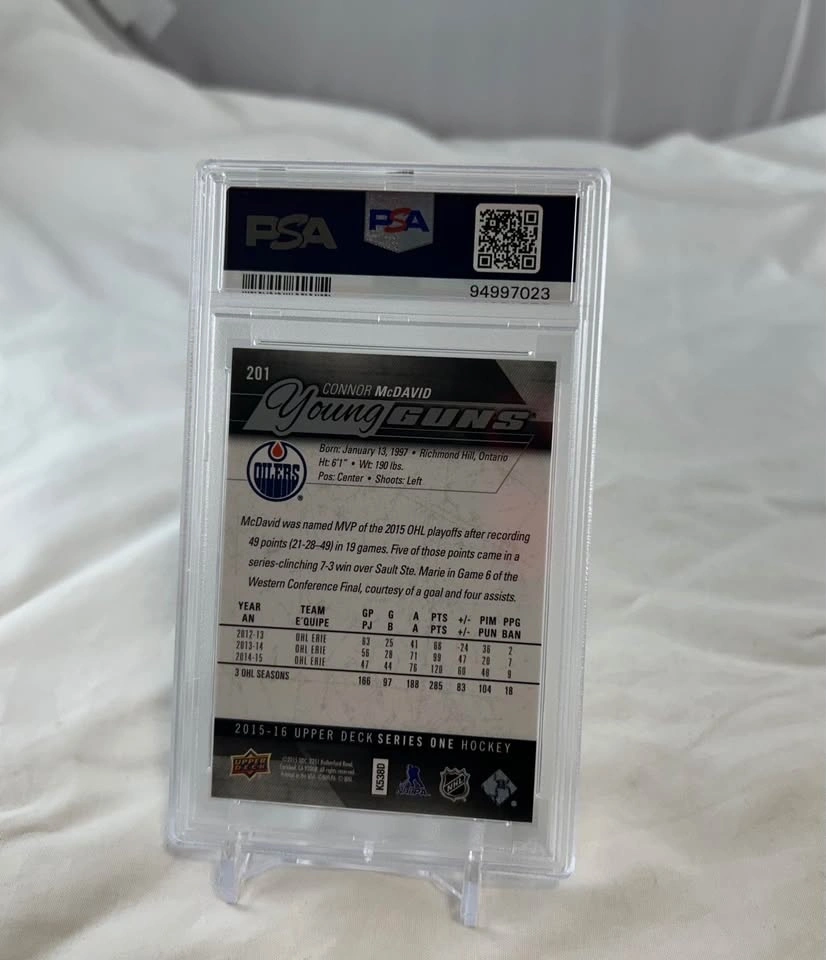 PSA PSA
94997023
201
CONNOR McDAVID
Young GUNS
OILERS
Born: January 13, 1997 • Richmond Hill, Ontario
Ht: 6'1" • Wt: 190 lbs.
Pos: Center • Shoots: Left
McDavid was named MVP of the 2015 OHL playoffs after recording
49 points (21-28–49) in 19 games. Five of those points came in a
series-clinching 7-3 win over Sault Ste. Marie in Game 6 of the
Western Conference Final, courtesy of a goal and four assists.
YEAR TEAM GP G A PTS +/- PIM PPG
AN E´QUIPE PJ B A PTS +/- PUN BAN
2012-13 OHL ERIE 63 25 41 66 -24 36 2
2013-14 OHL ERIE 56 28 71 99 47 20 7
2014-15 OHL ERIE 47 44 76 120 60 48 9
3 OHL SEASONS 166 97 188 285 83 104 18
2015-16 UPPER DECK SERIES ONE HOCKEY
UPPER DECK
K538D
NHLPA
NHL